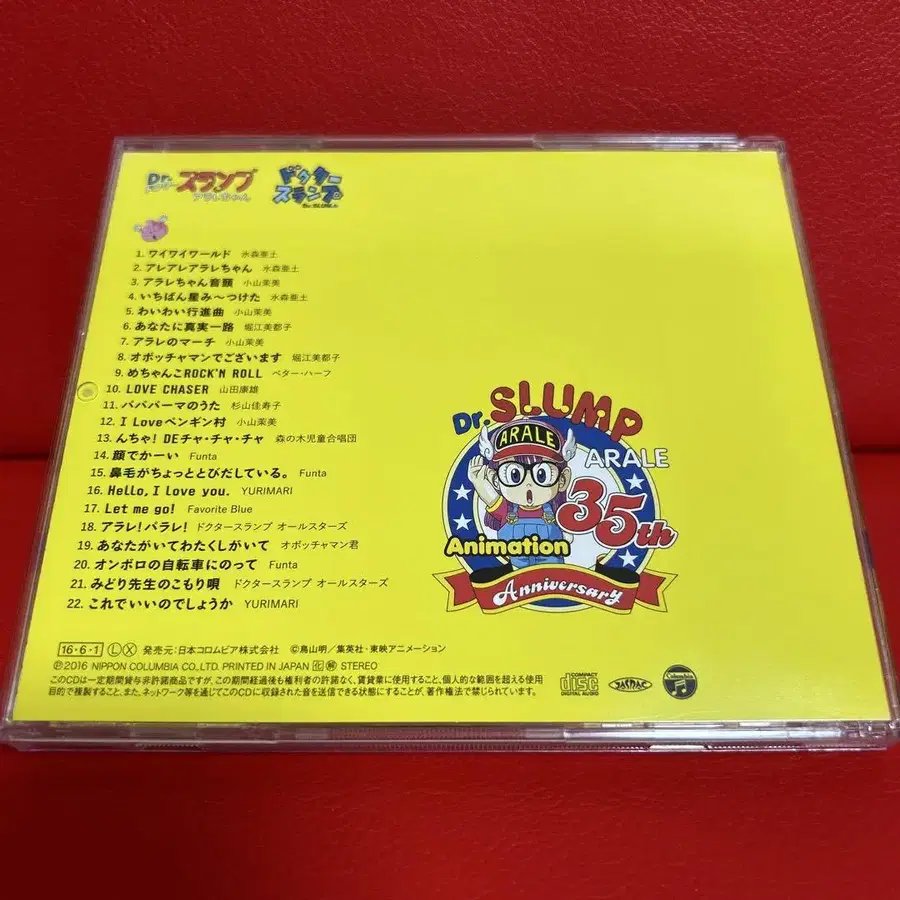 Dr.スランプ
アラレちゃん
ドクター
スランプ
Dr.SLUMP
1. ワイワイワールド 水森亜土
2. アレアレアラレちゃん 水森亜土
3. アラレちゃん音頭 小山茉美
4. いちばん星み〜つけた 水森亜土
5. わいわい行進曲 小山茉美
6. あなたに真実一路 堀江美都子
7. アラレのマーチ 小山茉美
8. オボッチャマンでございます 堀江美都子
9. めちゃんこROCK'N ROLL ベター・ハーフ
10. LOVE CHASER 山田康雄
11. パパパーマのうた 杉山佳寿子
12. I Loveペンギン村 小山茉美
13. んちゃ! DEチャ・チャ・チャ 森の木児童合唱団
14. 顔でかーい Funta
15. 鼻毛がちょっととびだしている。 Funta
16. Hello, I love you. YURIMARI
17. Let me go! Favorite Blue
18. アラレ!パラレ! ドクタースランプ オールスターズ
19. あなたがいてわたくしがいて オボッチャマン君
20. オンボロの自転車にのって Funta
21. みどり先生のこもり唄 ドクタースランプ オールスターズ
22. これでいいのでしょうか YURIMARI
Dr. SLUMP
ARALE
ARALE
35th
Animation
Anniversary
16・6・1 Ⓛ Ⓧ 発売元:日本コロムビア株式会社 ©鳥山明/集英社・東映アニメーション
Ⓟ2016 NIPPON COLUMBIA CO.,LTD. PRINTED IN JAPAN 化 解 STEREO
このCDは一定期間貸与非許諾商品ですが、この期間経過後も権利者の許諾なく、賃貸業に使用すること、個人的な範囲を超える使用
目的で複製すること、また、ネットワーク等を通じてこのCDに収録された音を送信できる状態にすることが、著作権法で禁じられています。
COMPACT
disc
DIGITAL AUDIO
JASRAC
Columbia